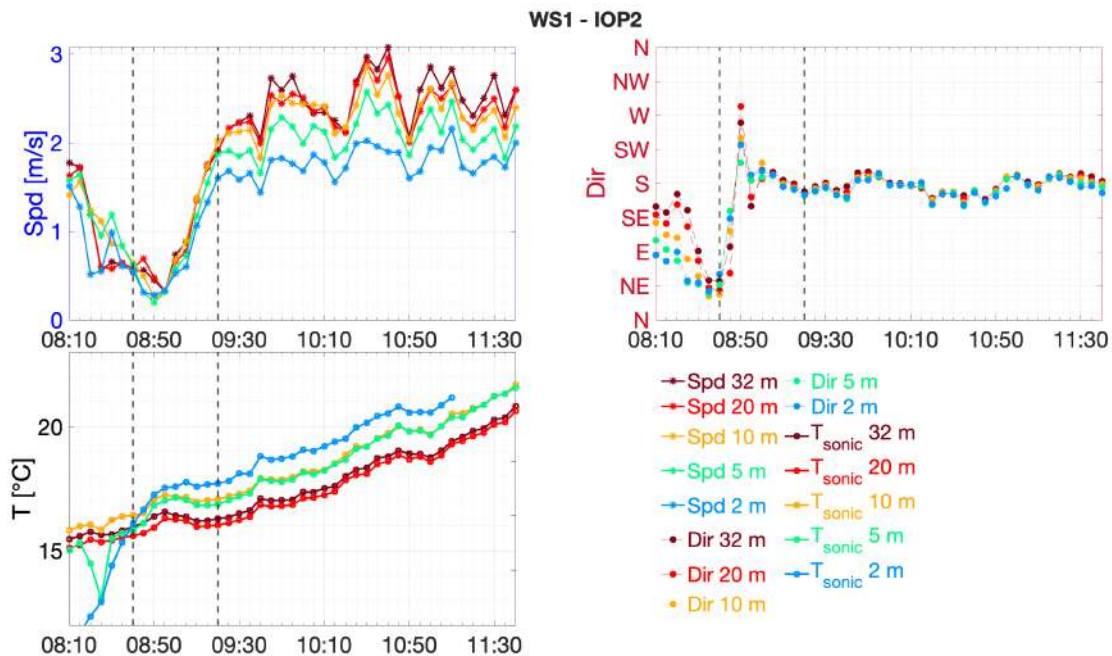 WS1 - IOP2
3
2
1
0
Spd [m/s]
08:10 08:50 09:30 10:10 10:50 11:30
N
NW
W
SW
S
SE
E
NE
N
Dir
08:10 08:50 09:30 10:10 10:50 11:30
20
15
T [°C]
08:10 08:50 09:30 10:10 10:50 11:30
Spd 32 m
Spd 20 m
Spd 10 m
Spd 5 m
Spd 2 m
Dir 32 m
Dir 20 m
Dir 10 m
Dir 5 m
Dir 2 m
Tsonic 32 m
Tsonic 20 m
Tsonic 10 m
Tsonic 5 m
Tsonic 2 m